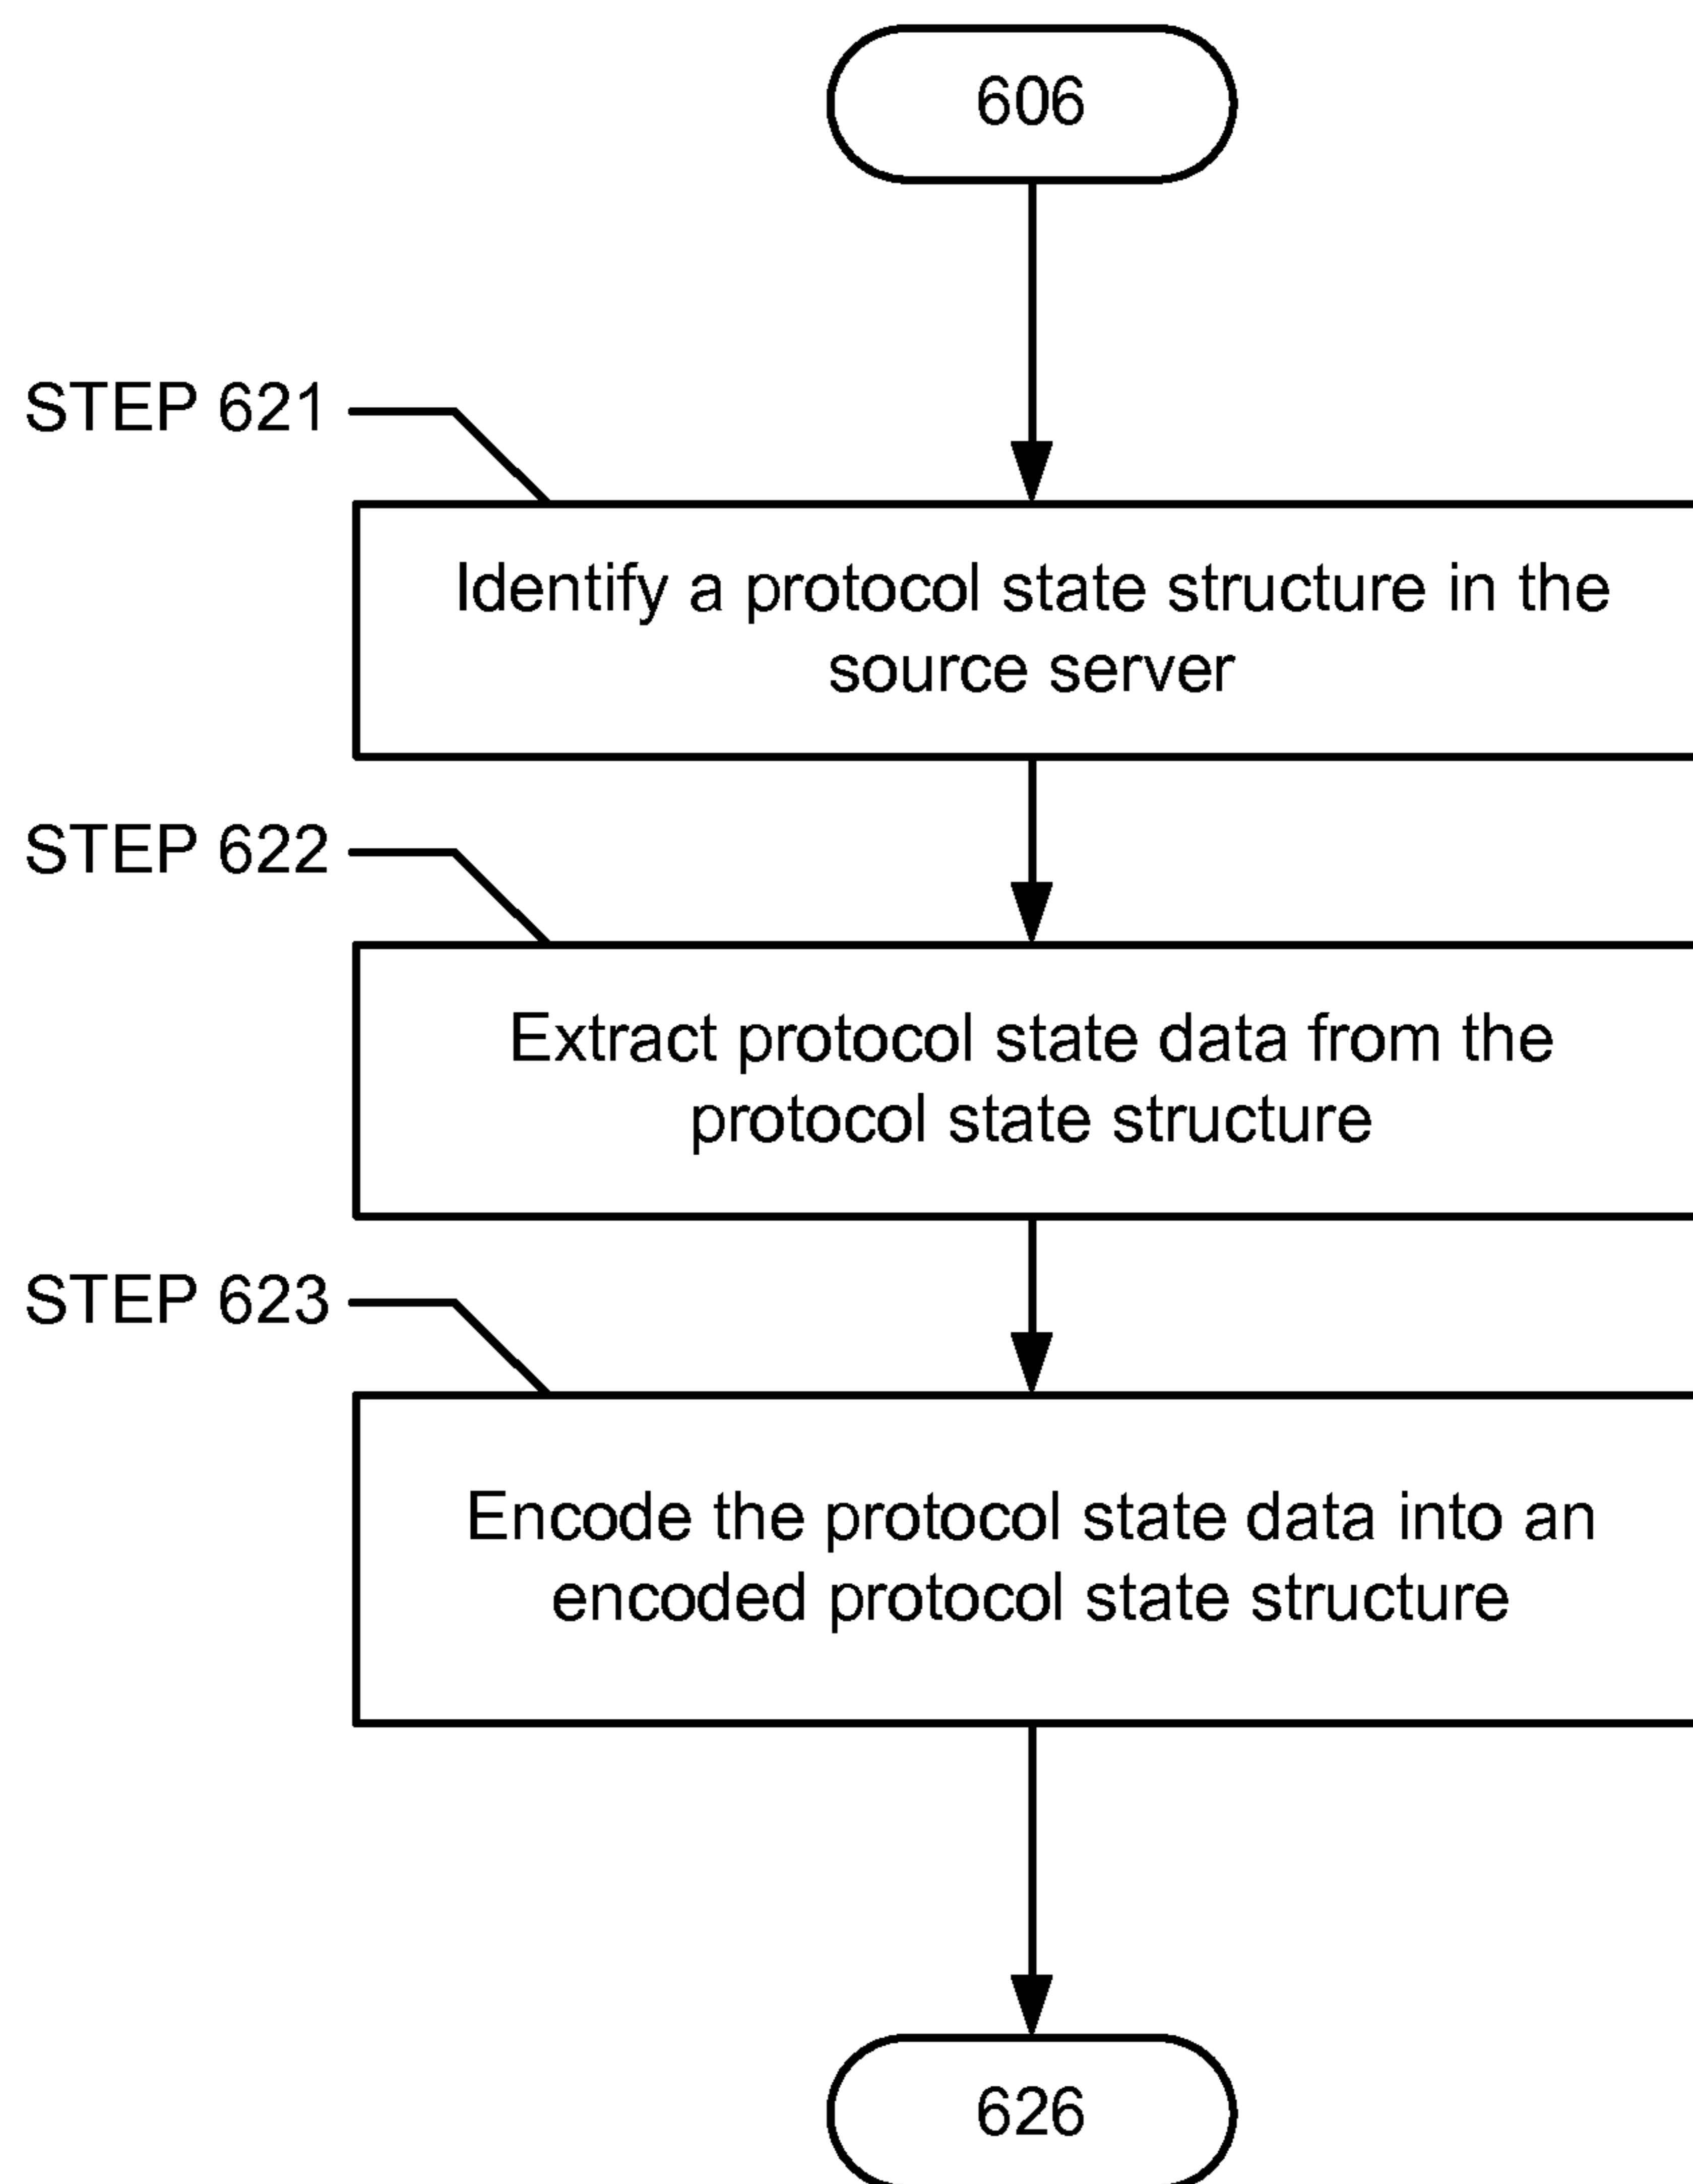 606
STEP 621
Identify a protocol state structure in the
source server
STEP 622
Extract protocol state data from the
protocol state structure
STEP 623
Encode the protocol state data into an
encoded protocol state structure
626